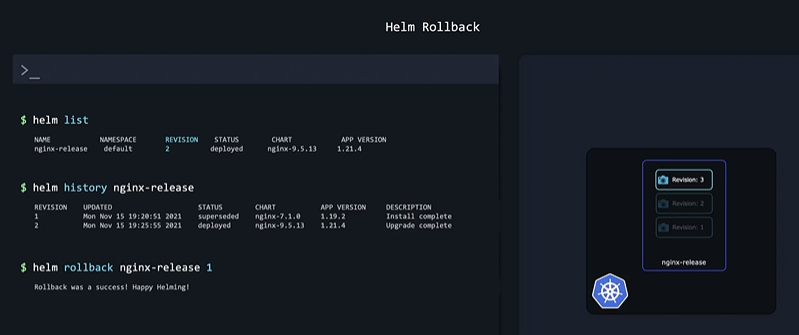 Helm Rollback
>_
$ helm list
NAME NAMESPACE REVISION STATUS CHART APP VERSION
nginx-release default 2 deployed nginx-9.5.13 1.21.4
$ helm history nginx-release
REVISION UPDATED STATUS CHART APP VERSION DESCRIPTION
1 Mon Nov 15 19:20:51 2021 superseded nginx-7.1.0 1.19.2 Install complete
2 Mon Nov 15 19:25:55 2021 deployed nginx-9.5.13 1.21.4 Upgrade complete
$ helm rollback nginx-release 1
Rollback was a success! Happy Helming!
Revision: 3
Revision: 2
Revision: 1
nginx-release